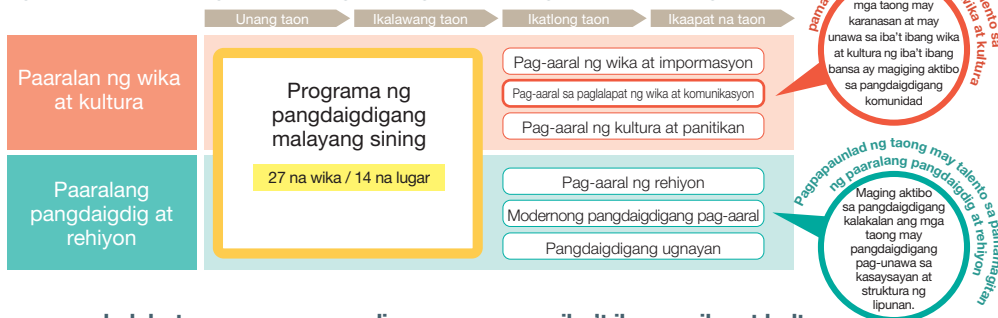 Unang taon
Ikalawang taon
Ikatlong taon
Ikaapat na taon
Paaralan ng wika
at kultura
Programa ng
pangdaigdigang
malayang sining
27 na wika / 14 na lugar
Pag-aaral ng wika at impormasyon
Pag-aaral sa paglalapat ng wika at komunikasyon
Pag-aaral ng kultura at panitikan
mga taong may
karanasan at may
unawa sa iba't ibang wika
at kultura ng iba't ibang
bansa ay magiging aktibo
sa pangdaigdigang
komunidad
wika at kultura
Paaralang
pangdaigdig at
rehiyon
Pag-aaral ng rehiyon
Modernong pangdaigdigang pag-aaral
Pangdaigdigang ugnayan
Pagpapaunlad ng taong may talento sa pamamagitan
ng paaralang pangdaigdig at rehiyon
Maging aktibo
sa pangdaigdigang
kalakalan ang mga
taong may
pangdaigdigang
pag-unawa sa
kasaysayan at
struktura ng
lipunan.